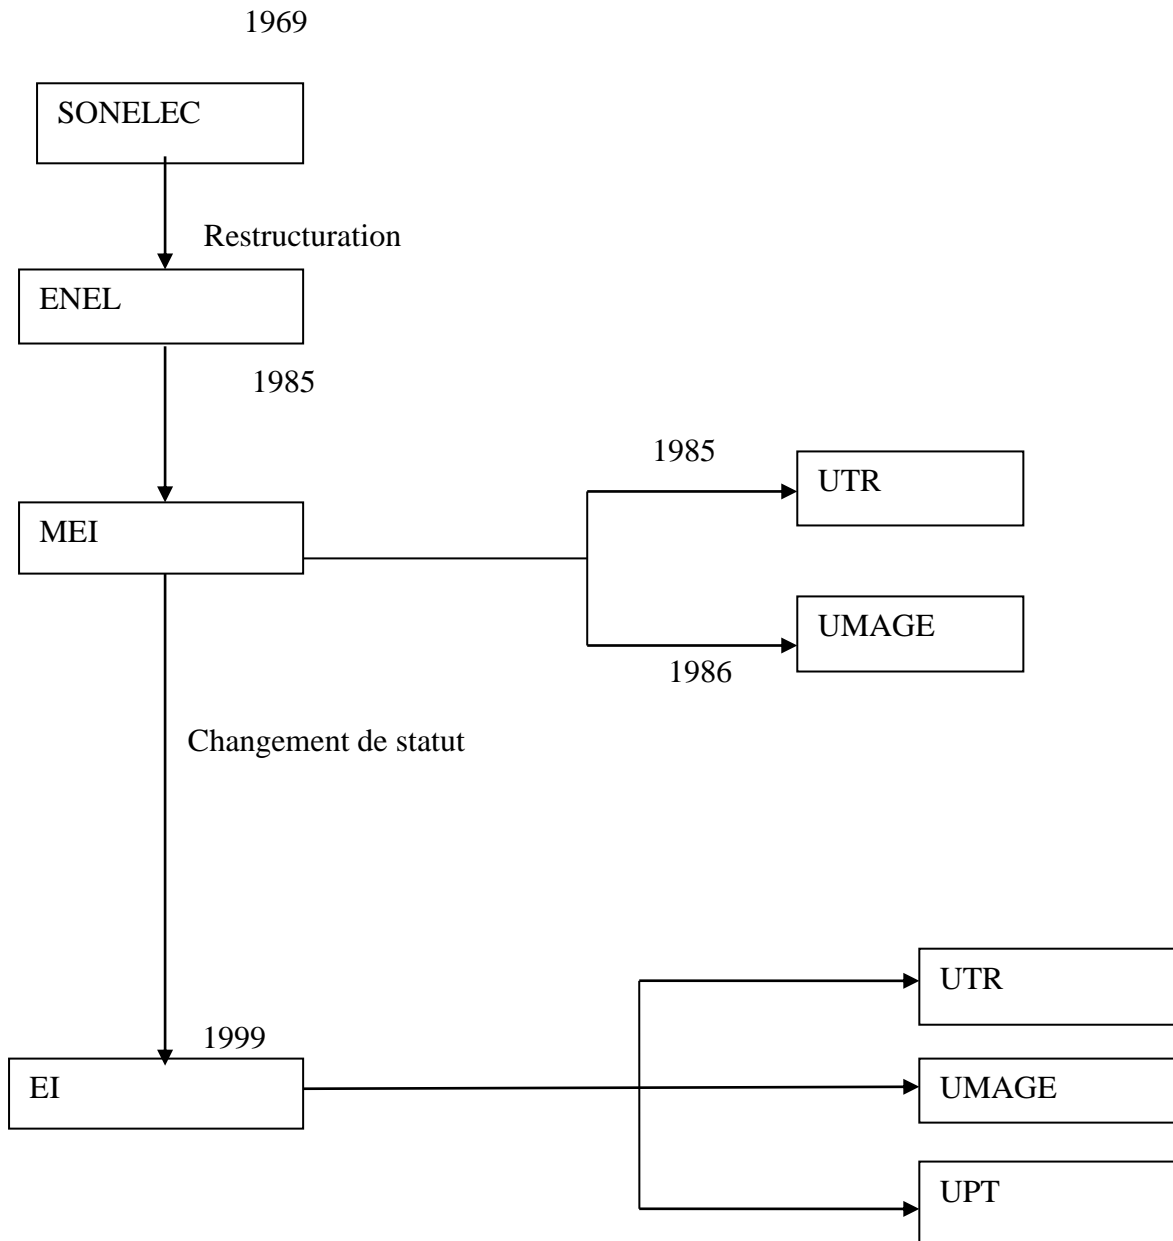 1969
SONELEC
Restructuration
ENEL
1985
1985
UTR
MEI
UMAGE
1986
Changement de statut
UTR
1999
EI
UMAGE
UPT